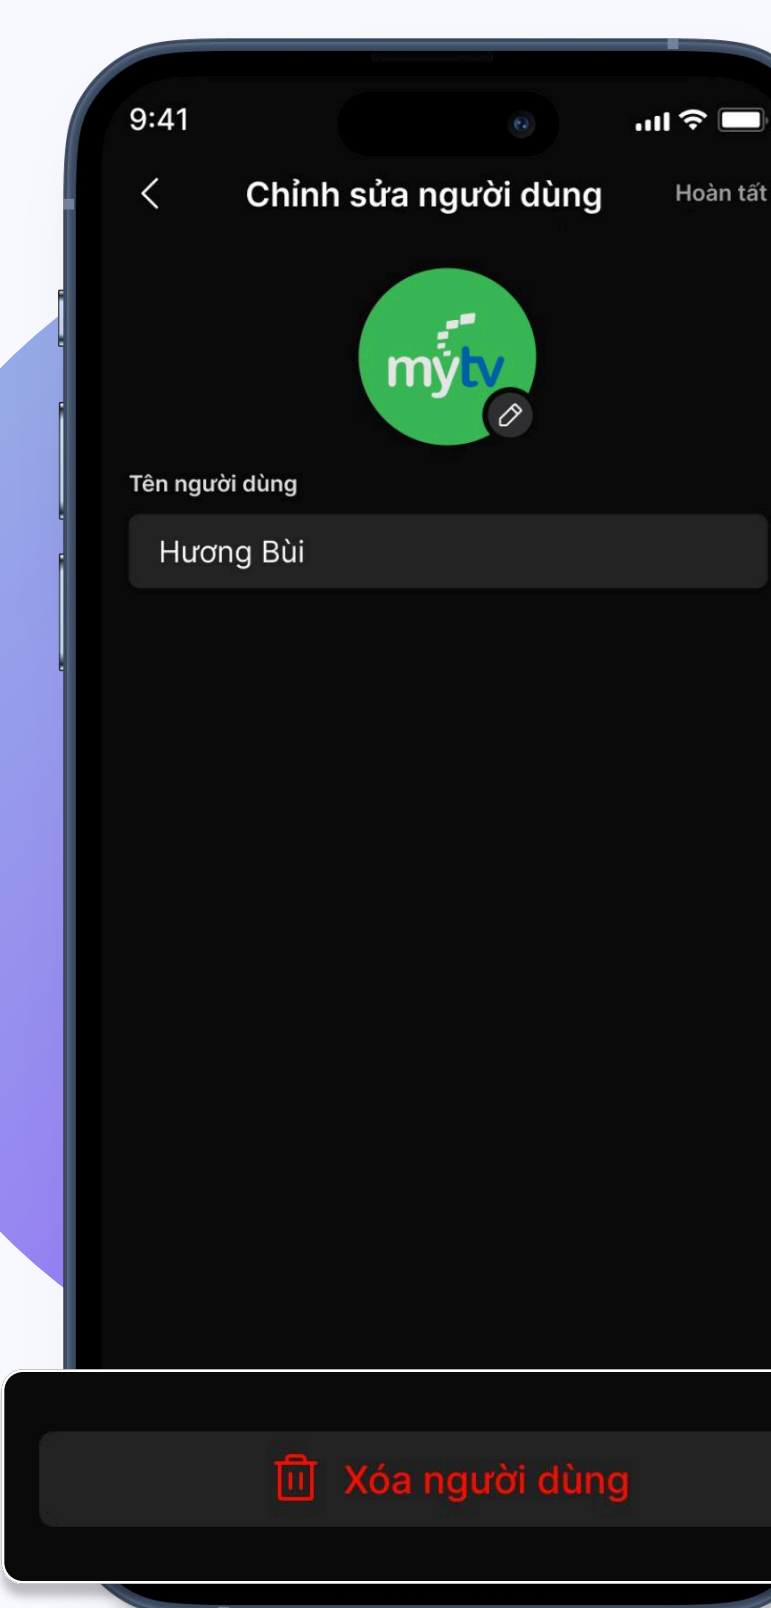 9:41
Chỉnh sửa người dùng
Hoàn tất
mytv
Tên người dùng
Hương Bùi
Xóa người dùng